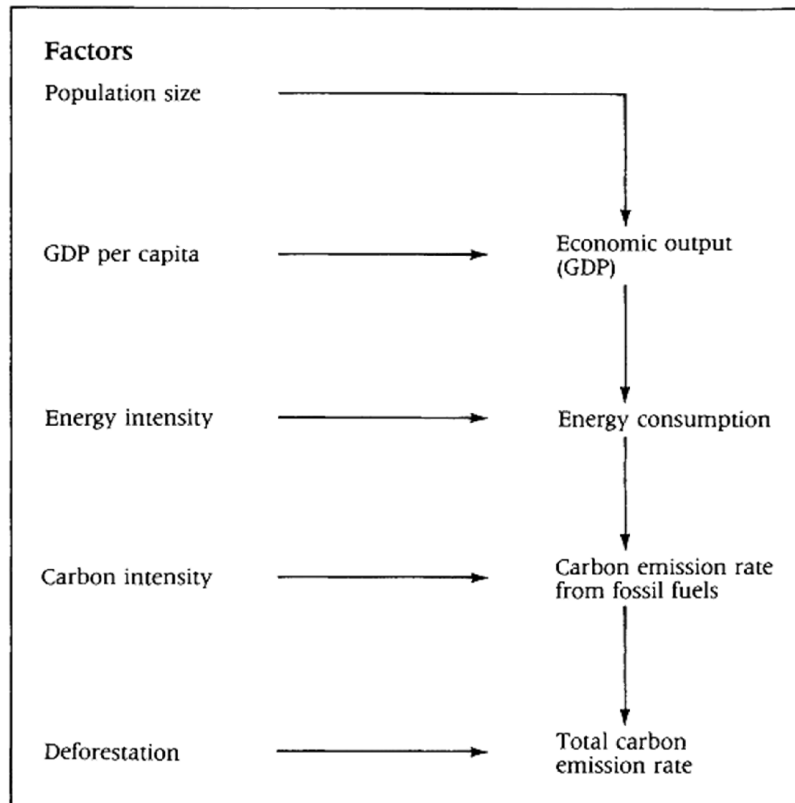 Factors
Population size
GDP per capita
Economic output
(GDP)
Energy intensity
Energy consumption
Carbon intensity
Carbon emission rate
from fossil fuels
Deforestation
Total carbon
emission rate